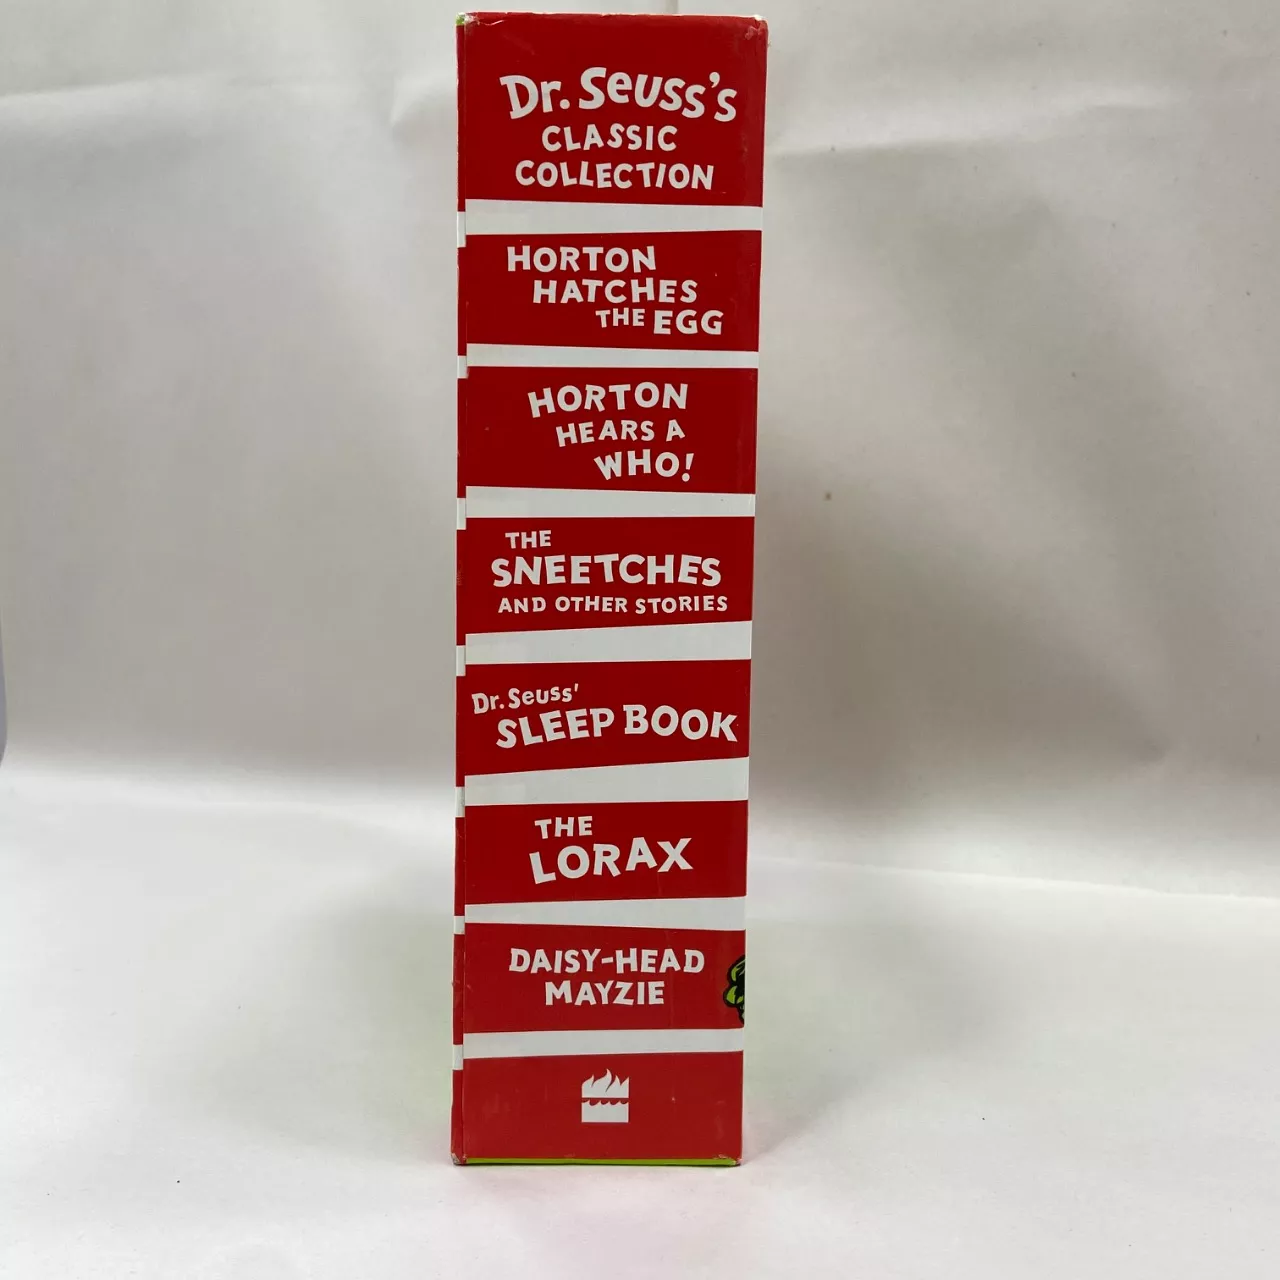 Dr. Seuss's
CLASSIC
COLLECTION
HORTON
HATCHES
THE EGG
HORTON
HEARS A
WHO!
THE
SNEETCHES
AND OTHER STORIES
Dr. Seuss'
SLEEP BOOK
THE
LORAX
DAISY-HEAD
MAYZIE